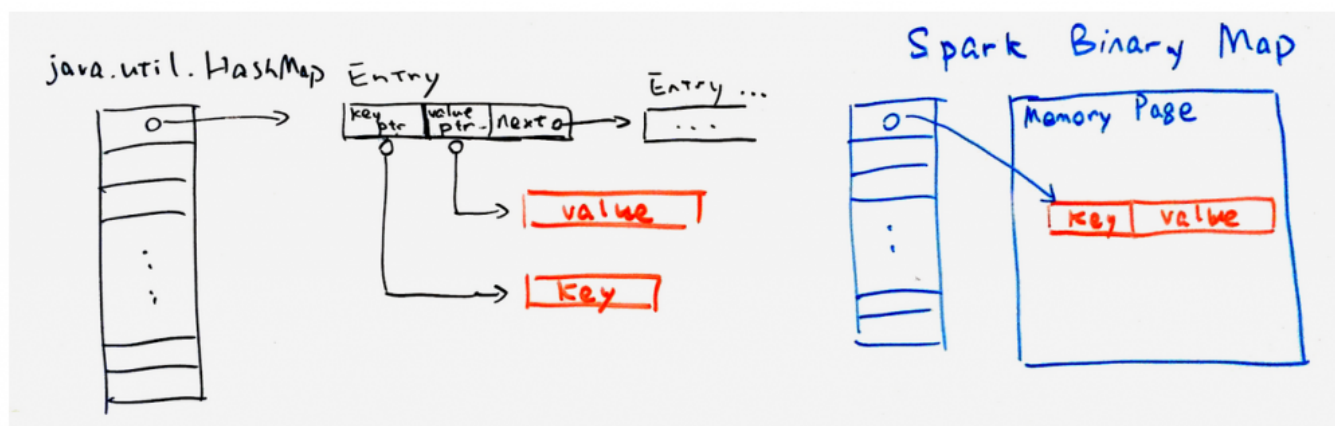 java.util.HashMap
Entry
key ptr
value ptr
next
Entry ...
...
value
key
Spark Binary Map
Memory Page
key
value